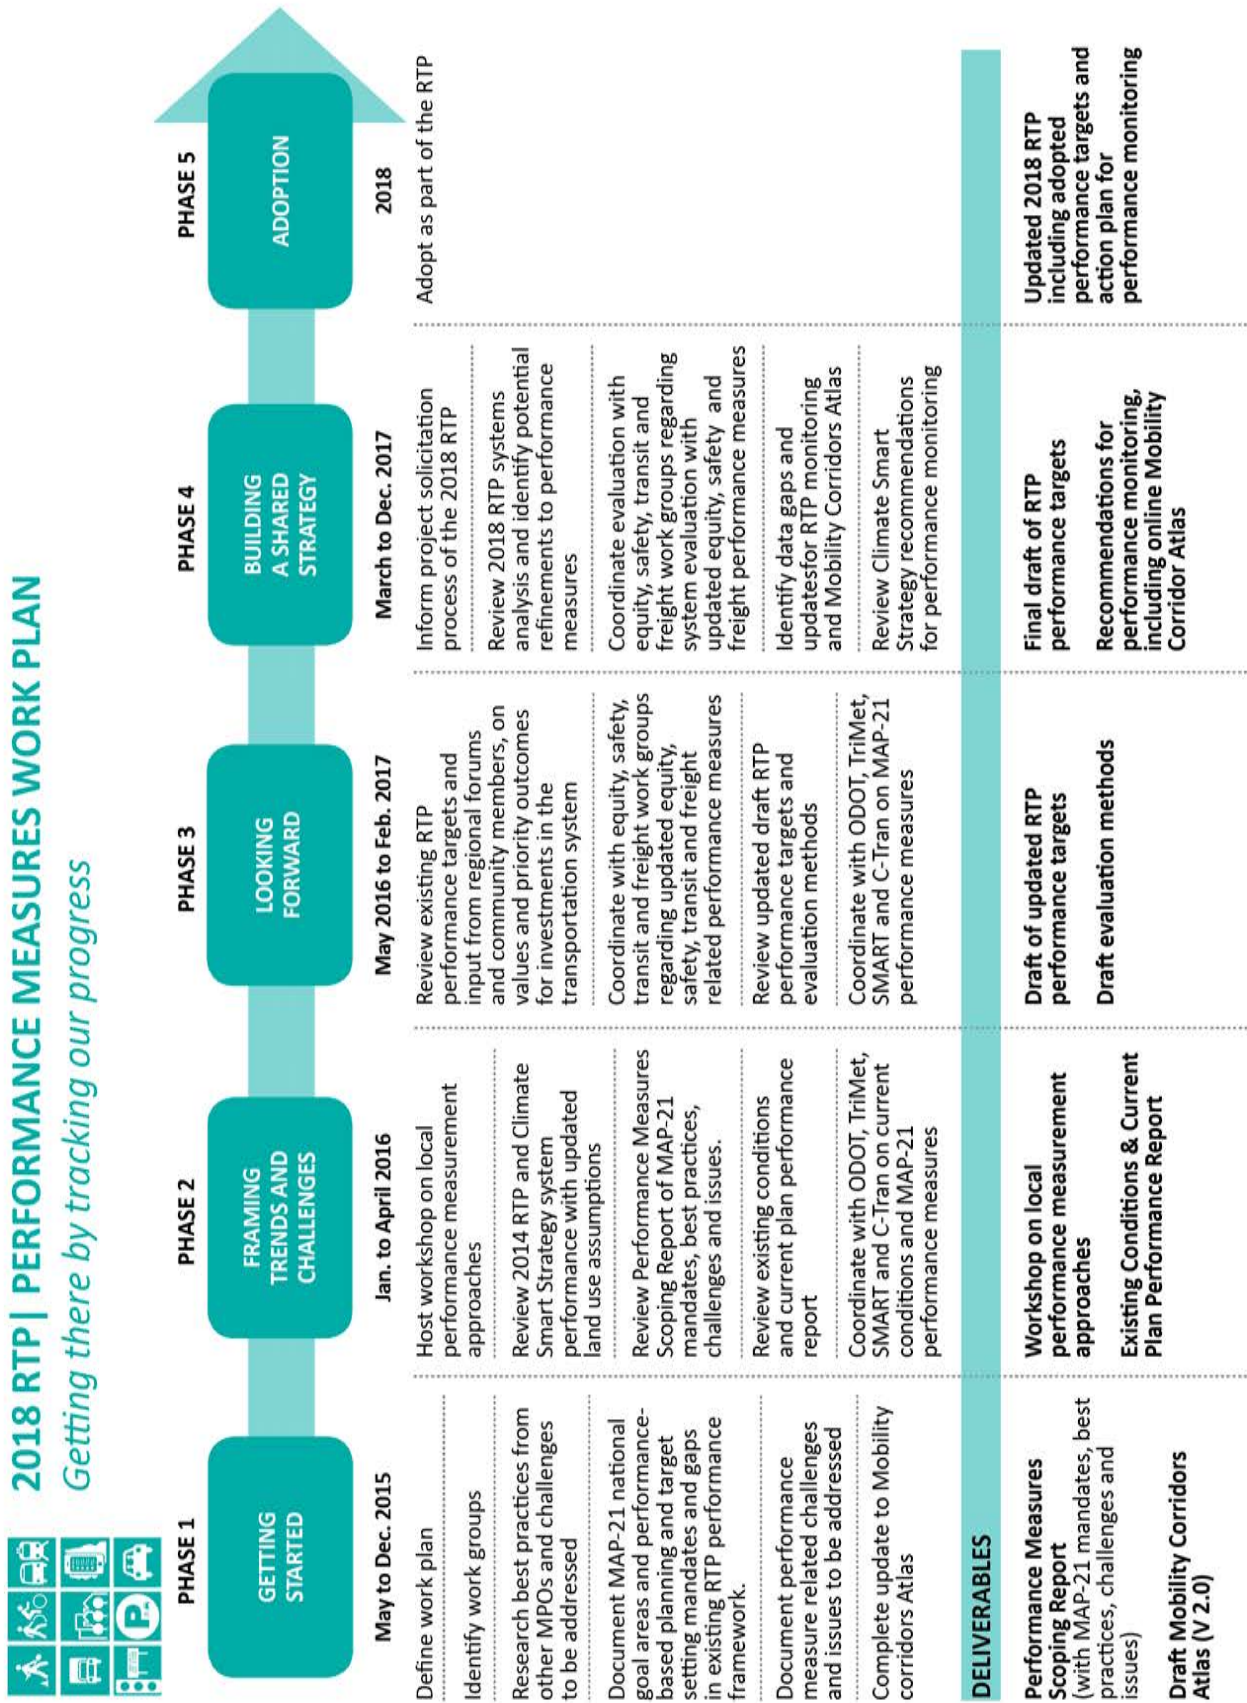 2018 RTP| PERFORMANCE MEASURES WORK PLAN
Getting there by tracking our progress
PHASE 1
GETTING
STARTED
May to Dec. 2015
Define work plan
Identify work groups
Research best practices from
other MPOs and challenges
to be addressed
Document MAP-21 national
goal areas and performance-
based planning and target
setting mandates and gaps
in existing RTP performance
framework.
Document performance
measure related challenges
and issues to be addressed
Complete update to Mobility
corridors Atlas
PHASE 2
FRAMING
TRENDS AND
CHALLENGES
Jan. to April 2016
Host workshop on local
performance measurement
approaches
Review 2014 RTP and Climate
Smart Strategy system
performance with updated
land use assumptions
Review Performance Measures
Scoping Report of MAP-21
mandates, best practices,
challenges and issues.
Review existing conditions
and current plan performance
report
Coordinate with ODOT, TriMet,
SMART and C-Tran on current
conditions and MAP-21
performance measures
PHASE 3
LOOKING
FORWARD
May 2016 to Feb. 2017
Review existing RTP
performance targets and
input from regional forums
and community members, on
values and priority outcomes
for investments in the
transportation system
Coordinate with equity, safety,
transit and freight work groups
regarding updated equity,
safety, transit and freight
related performance measures
Review updated draft RTP
performance targets and
evaluation methods
Coordinate with ODOT, TriMet,
SMART and C-Tran on MAP-21
performance measures
PHASE 4
BUILDING
A SHARED
STRATEGY
March to Dec. 2017
Inform project solicitation
process of the 2018 RTP
Review 2018 RTP systems
analysis and identify potential
refinements to performance
measures
Coordinate evaluation with
equity, safety, transit and
freight work groups regarding
system evaluation with
updated equity, safety and
freight performance measures
Identify data gaps and
updatesfor RTP monitoring
and Mobility Corridors Atlas
Review Climate Smart
Strategy recommendations
for performance monitoring
PHASE 5
ADOPTION
2018
Adopt as part of the RTP
DELIVERABLES
Performance Measures
Scoping Report
(with MAP-21 mandates, best
practices, challenges and
issues)
Draft Mobility Corridors
Atlas (V 2.0)
Workshop on local
performance measurement
approaches
Existing Conditions & Current
Plan Performance Report
Draft of updated RTP
performance targets
Draft evaluation methods
Final draft of RTP
performance targets
Recommendations for
performance monitoring,
including online Mobility
Corridor Atlas
Updated 2018 RTP
including adopted
performance targets and
action plan for
performance monitoring